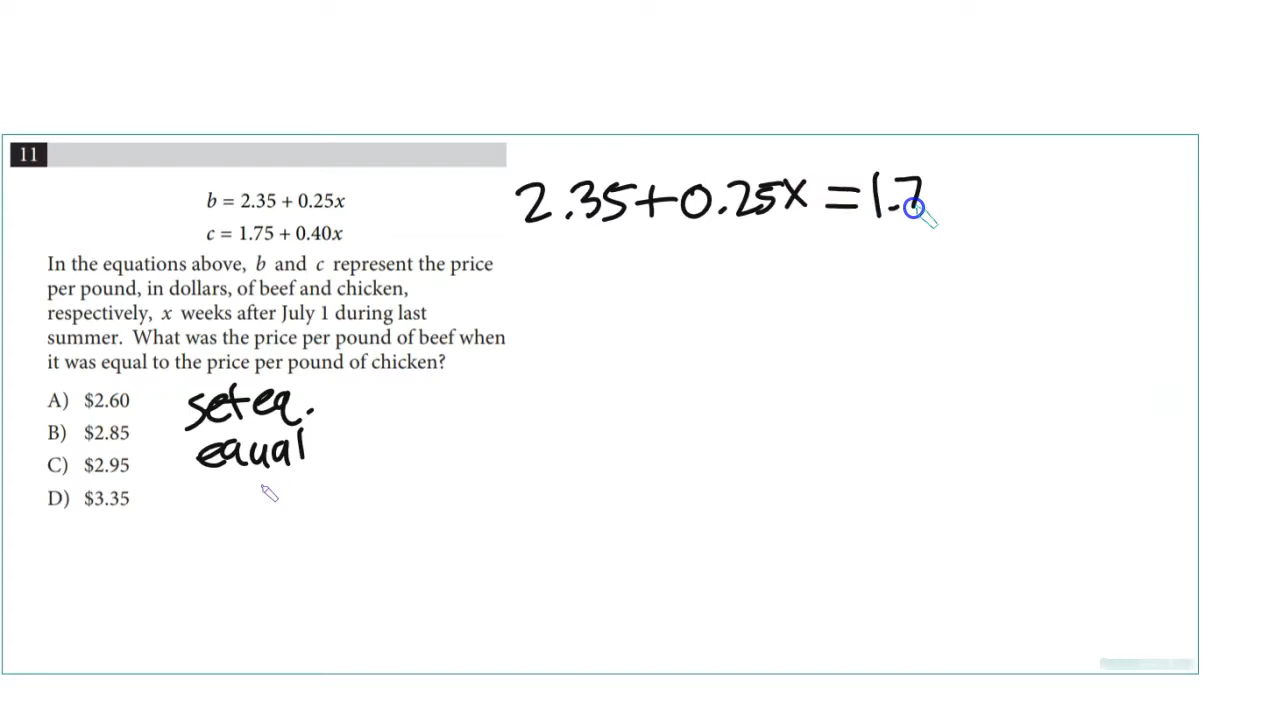 11
b = 2.35 + 0.25x
c = 1.75 + 0.40x
In the equations above, b and c represent the price
per pound, in dollars, of beef and chicken,
respectively, x weeks after July 1 during last
summer. What was the price per pound of beef when
it was equal to the price per pound of chicken?
A) $2.60
B) $2.85
C) $2.95
D) $3.35
set eq.
equal
2.35+0.25x=1.7